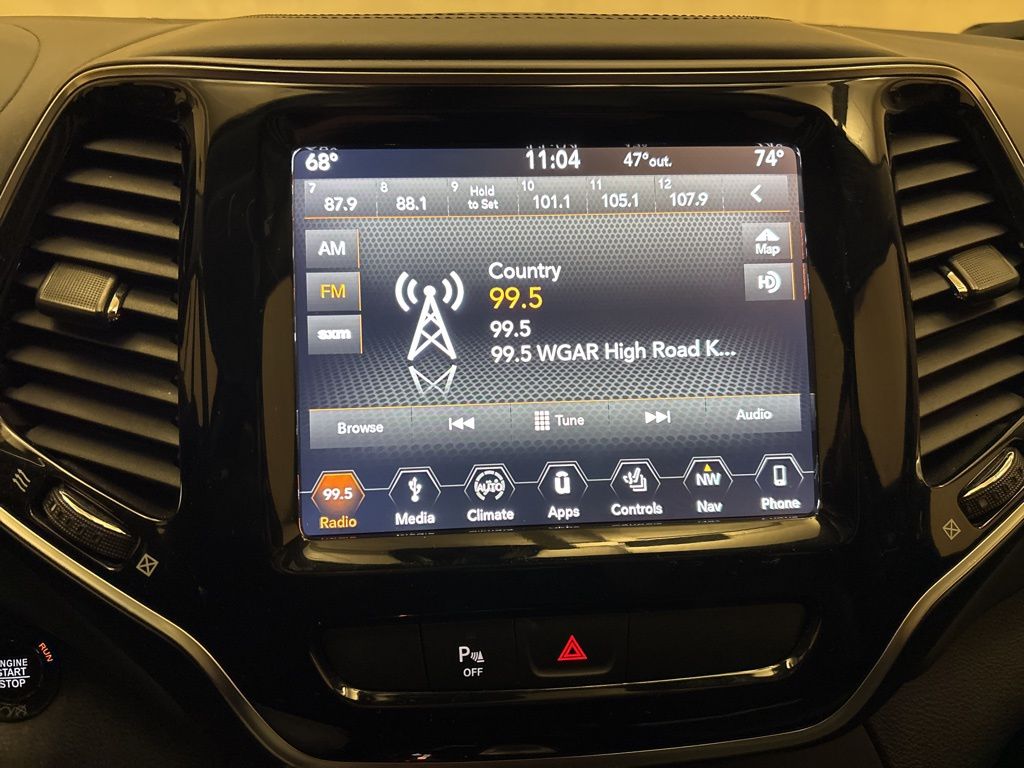 68°
11:04
47°out.
74°
7
87.9
8
88.1
9
Hold
to Set
10
101.1
11
105.1
12
107.9
AM
FM
sxm
Map
HD
Country
99.5
99.5
99.5 WGAR High Road K...
Browse
Tune
Audio
99.5
Radio
Media
AUTO
Climate
Apps
Controls
NW
Nav
Phone
P
OFF
RUN
ENGINE
START
STOP